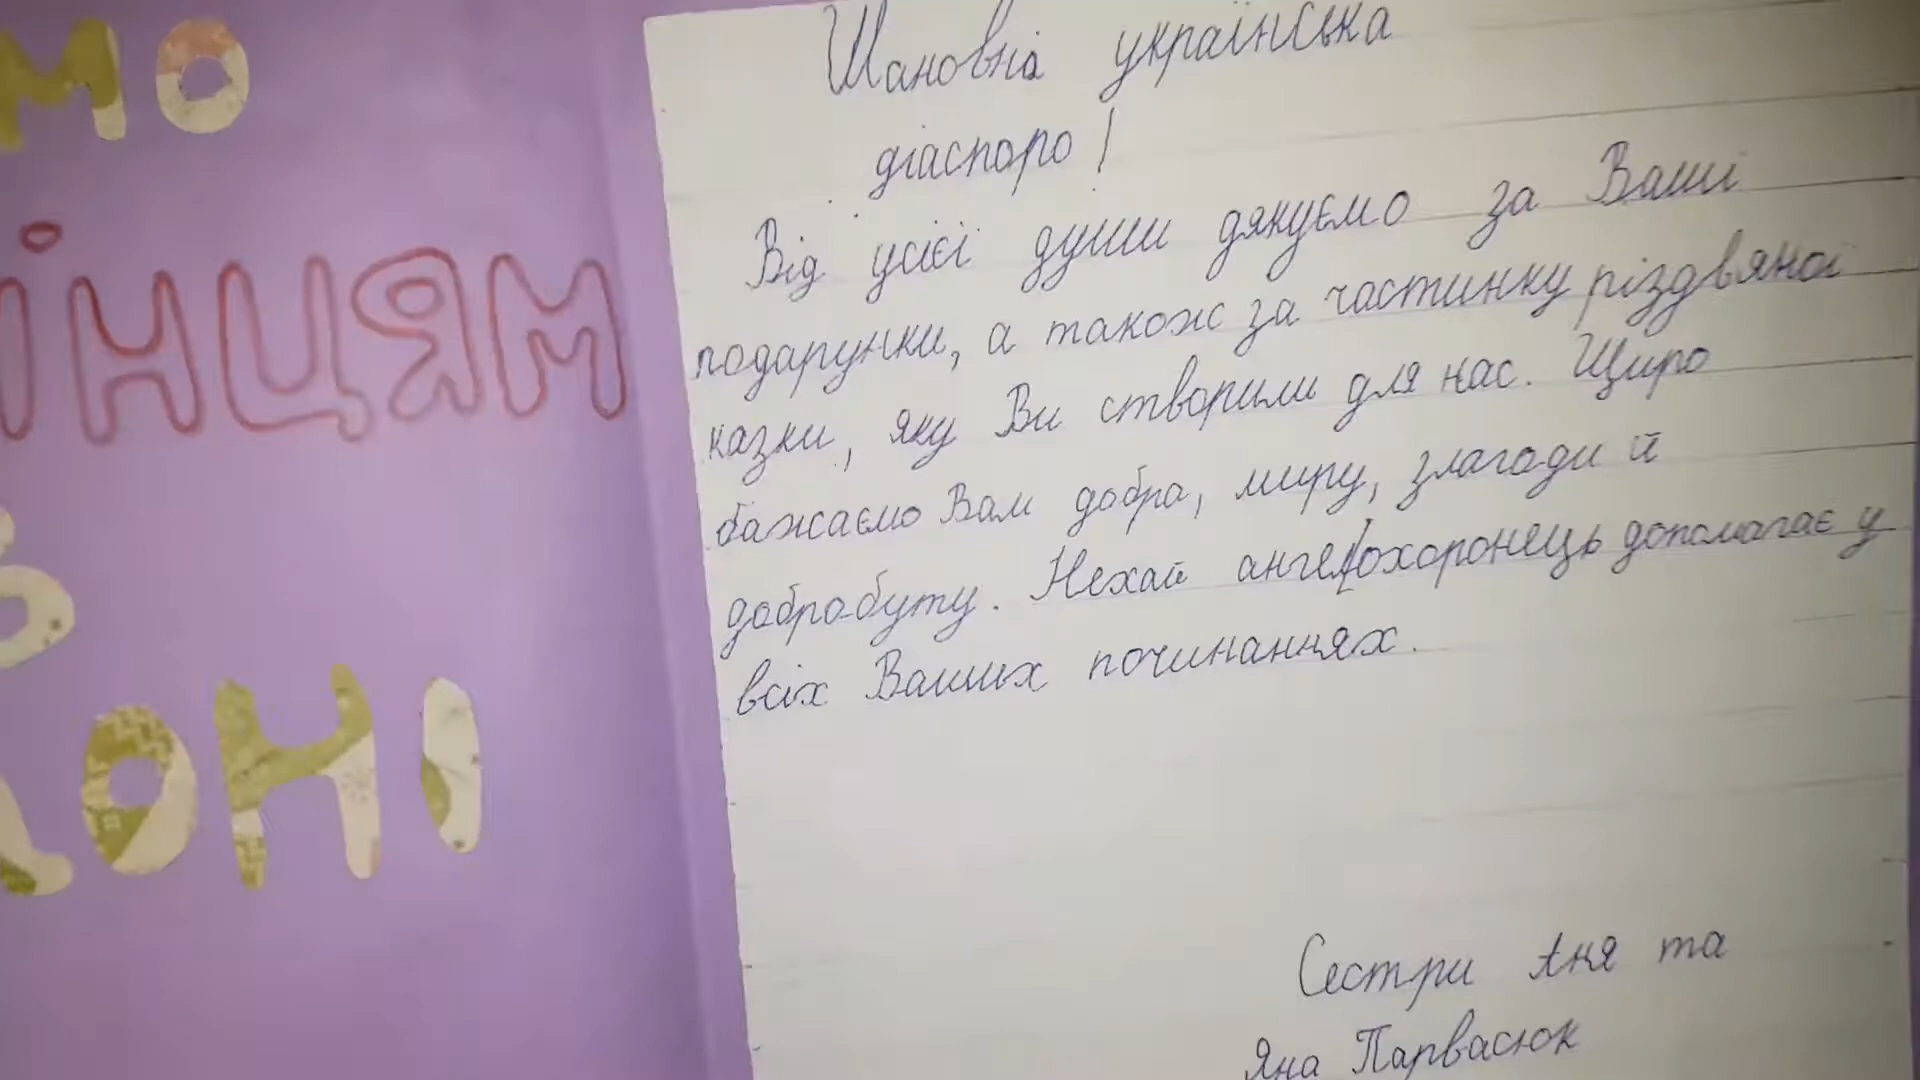 МО
ІНЦЯМ
В
ОНІ
Шановна українська
діаспоро!
Від усієї душі дякуємо за Ваші
подарунки, а також за частинку різдвяної
казки, яку Ви створили для нас. Щиро
бажаємо Вам добра, миру, злагоди й
добробуту. Нехай ангел охоронець допомагає у
всіх Ваших починаннях.
Сестри Аня та
Яна Парвасюк